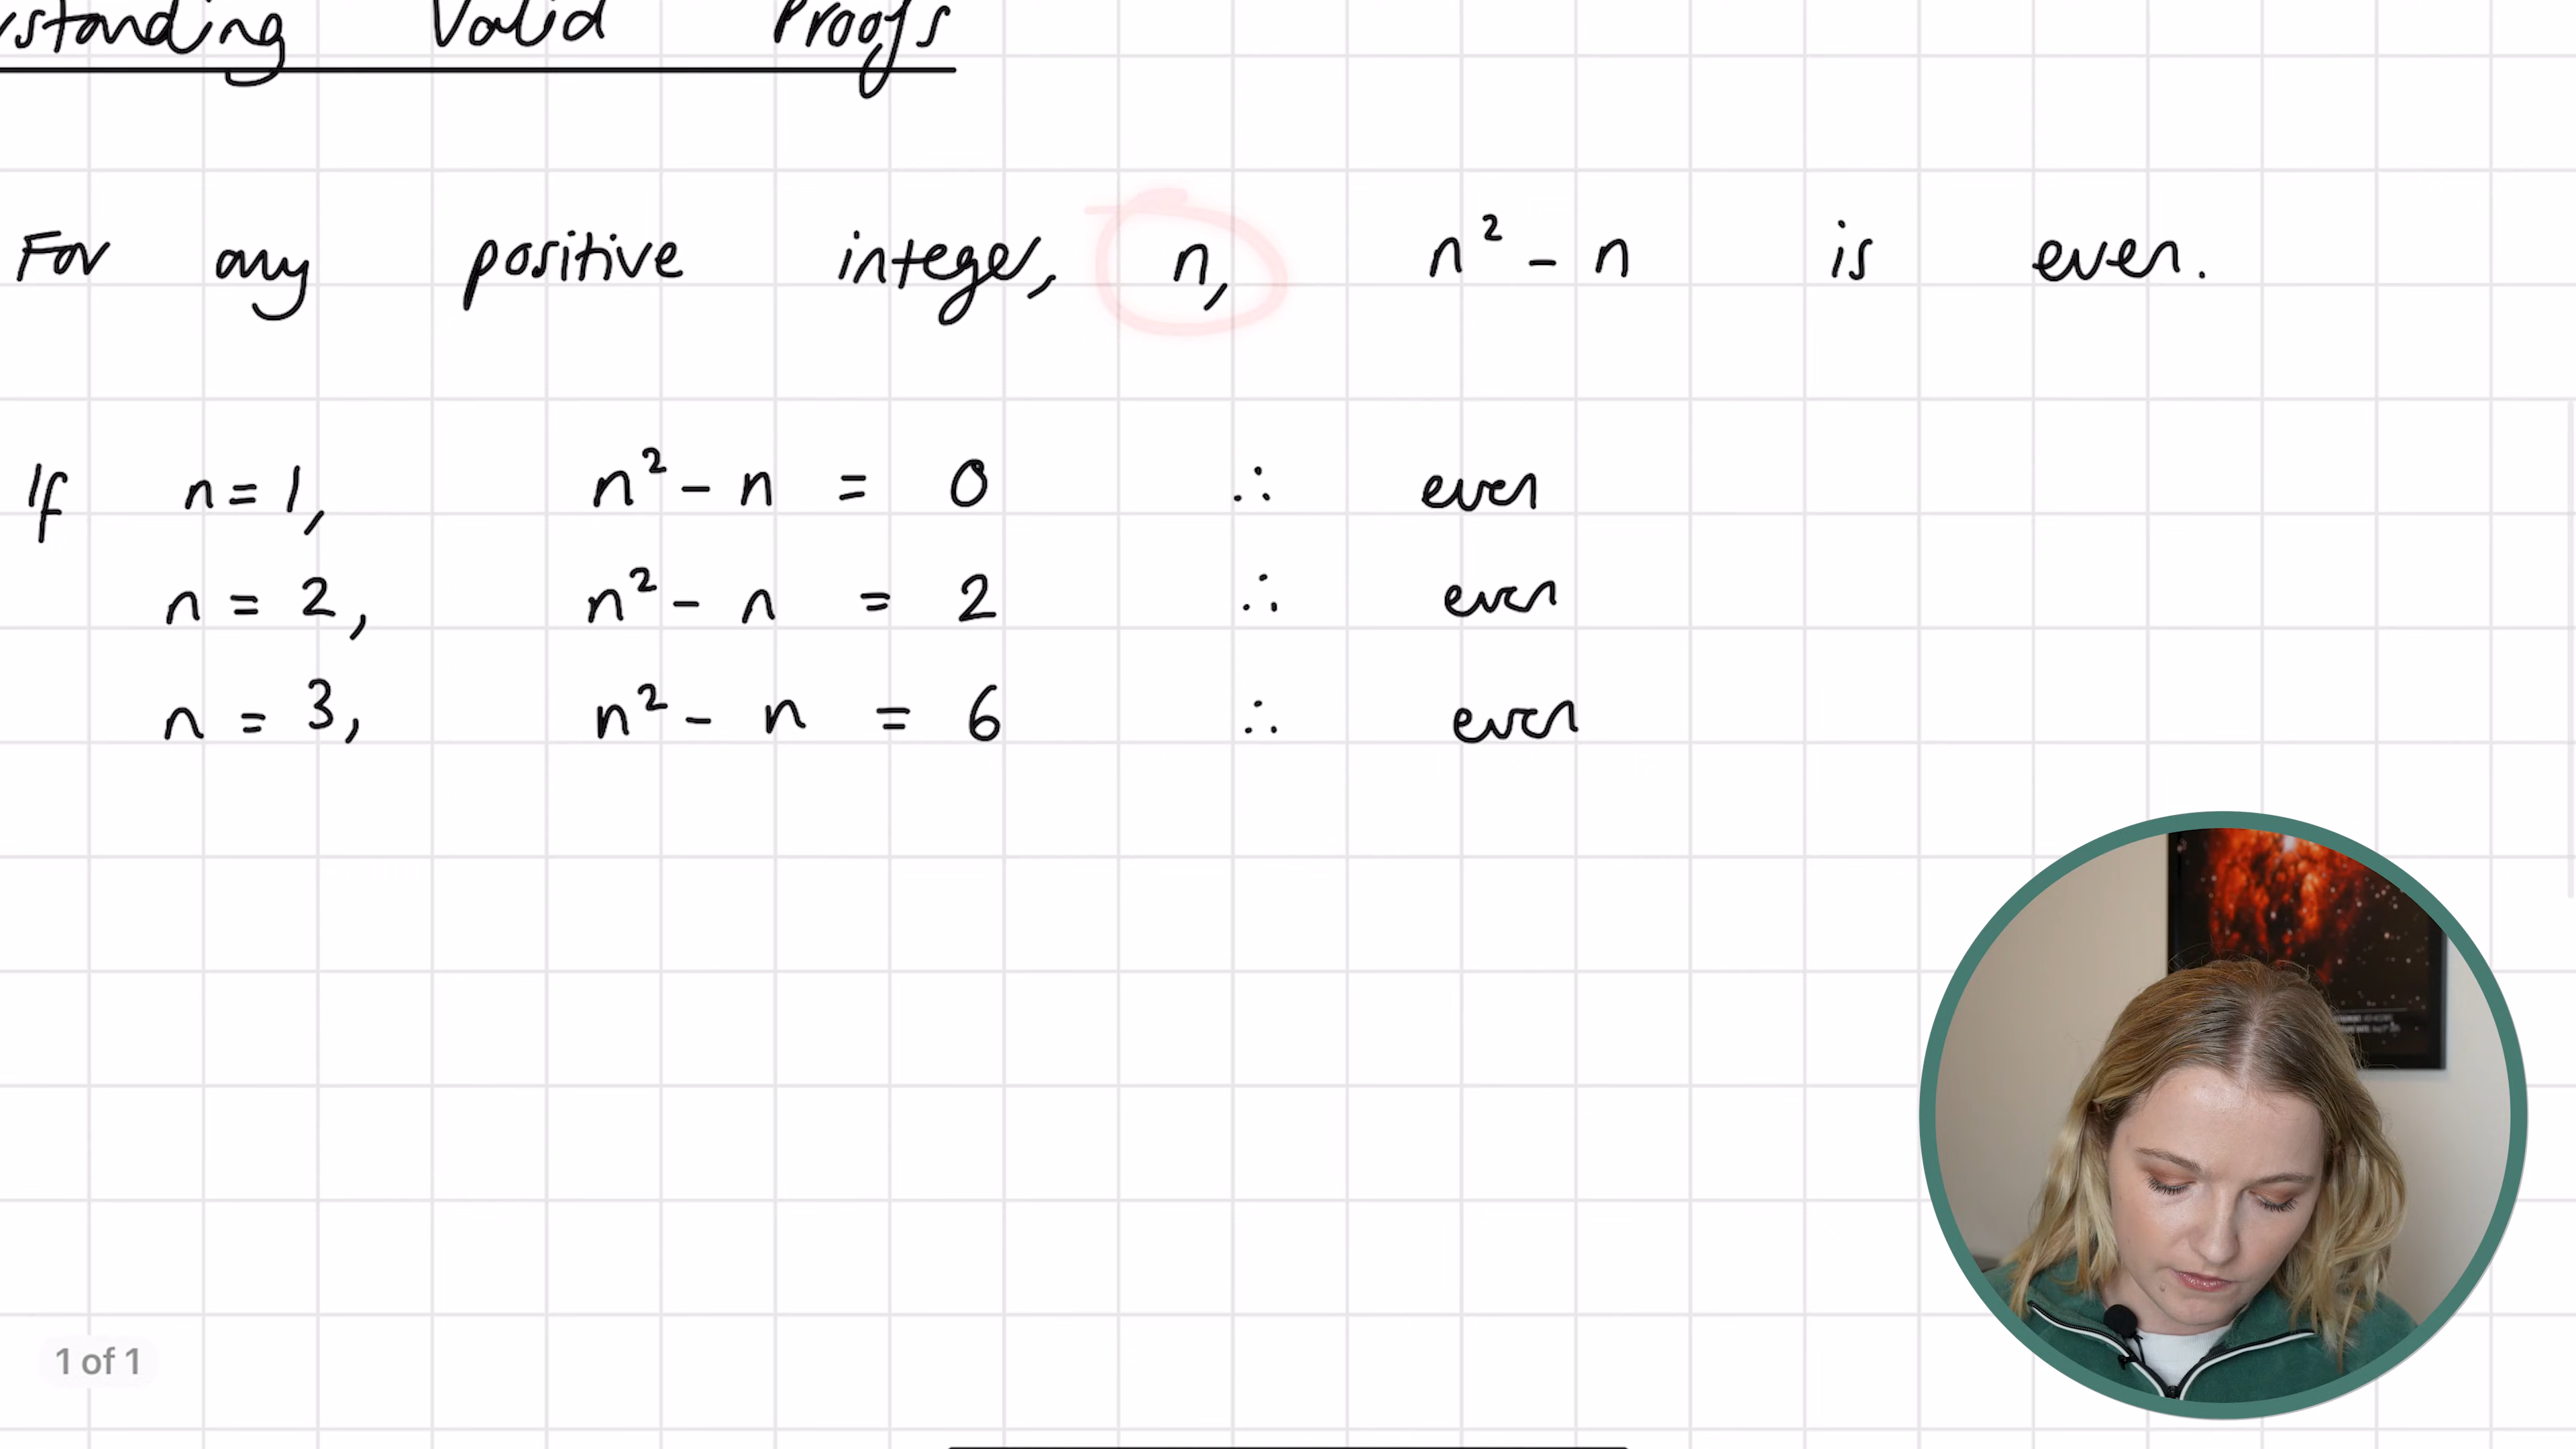 Valid Proofs
For any positive integer, n, n² - n is even.
If n = 1, n² - n = 0 ∴ even
n = 2, n² - n = 2 ∴ even
n = 3, n² - n = 6 ∴ even
1 of 1